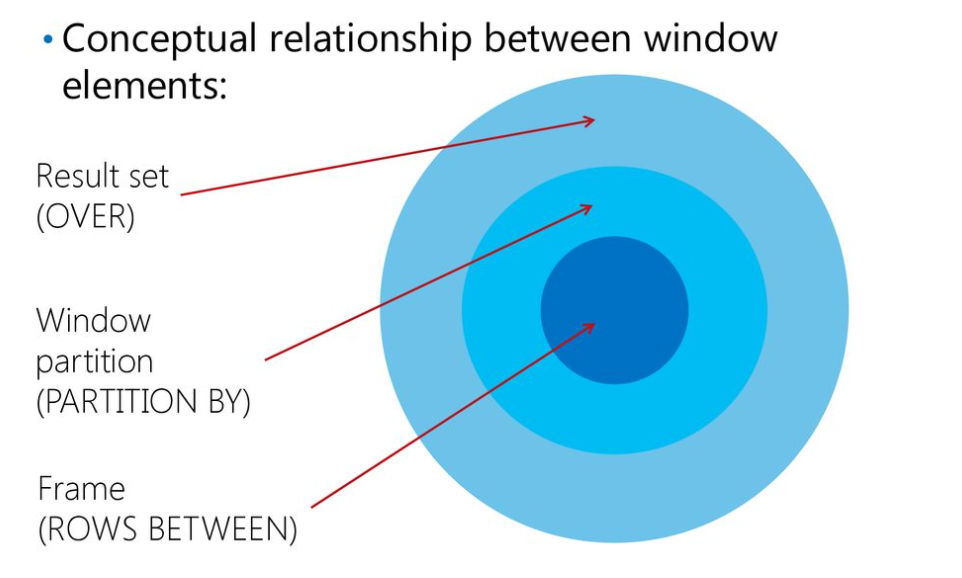 • Conceptual relationship between window
elements:
Result set
(OVER)
Window
partition
(PARTITION BY)
Frame
(ROWS BETWEEN)